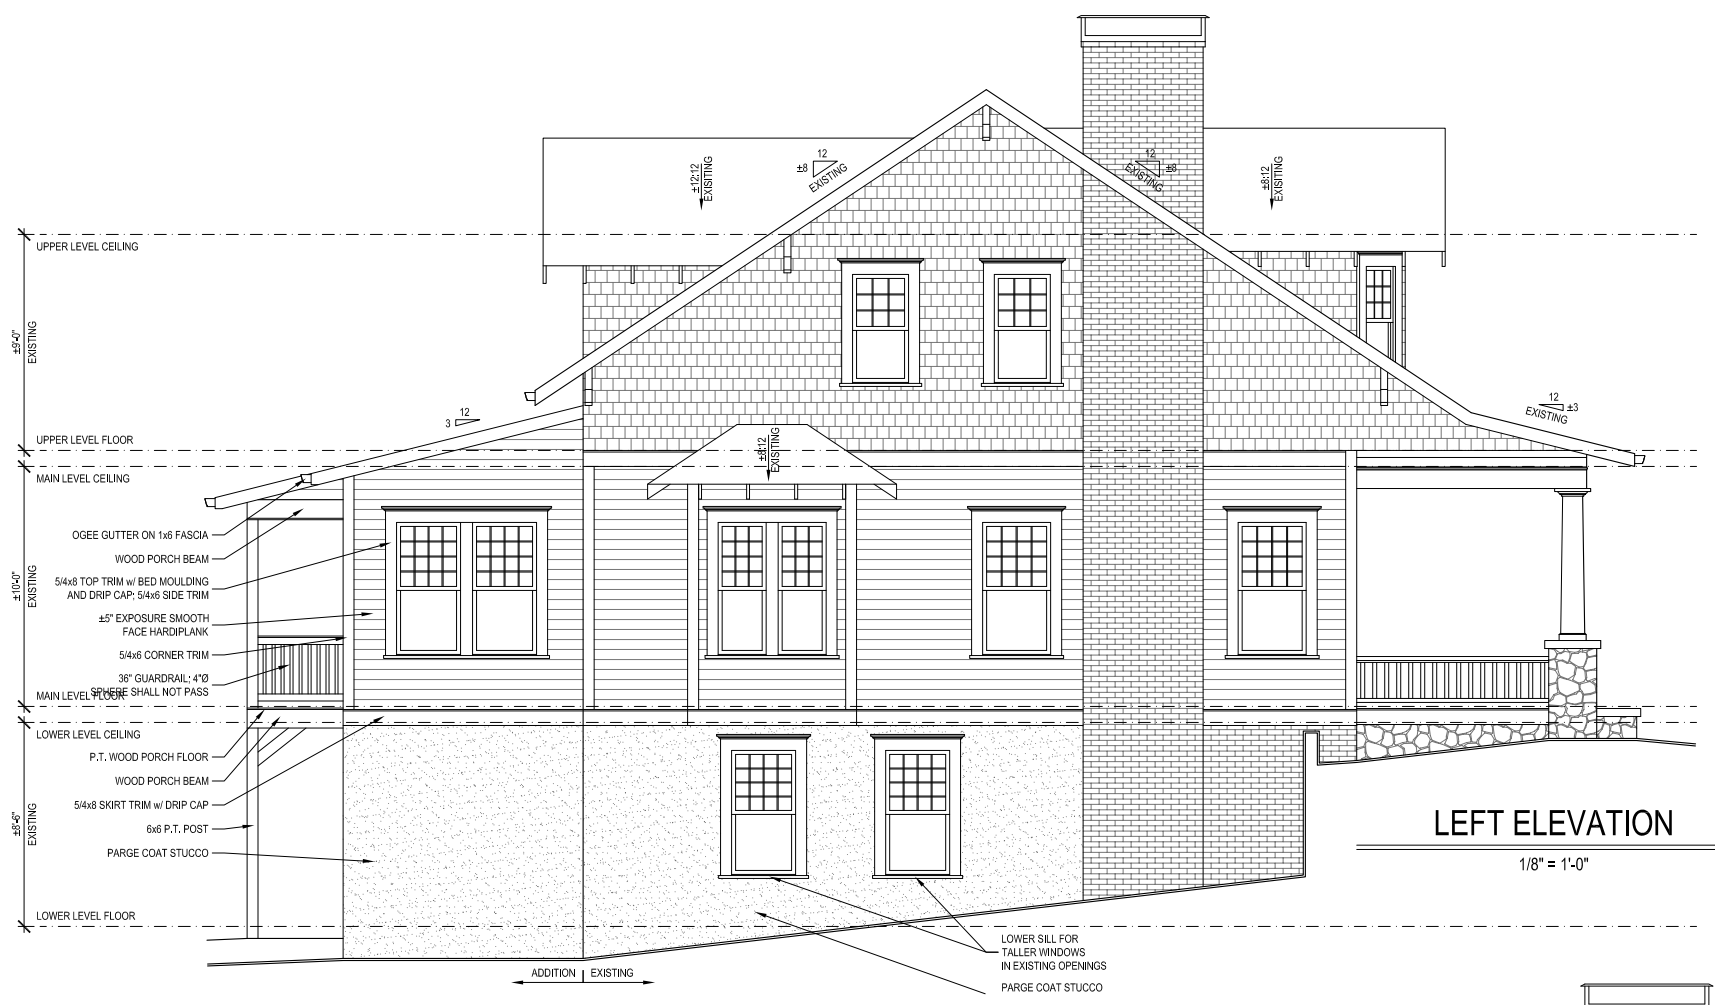 12
±8
EXISTING
±12:12
EXISITING
12
±8
EXISTING
±8:12
EXISITING
UPPER LEVEL CEILING
±9'-0"
EXISTING
12
3
12
±3
EXISTING
UPPER LEVEL FLOOR
±8:12
EXISTING
MAIN LEVEL CEILING
OGEE GUTTER ON 1x6 FASCIA
WOOD PORCH BEAM
5/4x8 TOP TRIM w/ BED MOULDING
AND DRIP CAP; 5/4x6 SIDE TRIM
±10'-0"
EXISTING
±5" EXPOSURE SMOOTH
FACE HARDIPLANK
5/4x6 CORNER TRIM
36" GUARDRAIL; 4"Ø
SPHERE SHALL NOT PASS
MAIN LEVEL FLOOR
LOWER LEVEL CEILING
P.T. WOOD PORCH FLOOR
WOOD PORCH BEAM
5/4x8 SKIRT TRIM w/ DRIP CAP
±8'-6"
EXISTING
6x6 P.T. POST
PARGE COAT STUCCO
LEFT ELEVATION
1/8" = 1'-0"
LOWER LEVEL FLOOR
LOWER SILL FOR
TALLER WINDOWS
IN EXISTING OPENINGS
ADDITION EXISTING
PARGE COAT STUCCO